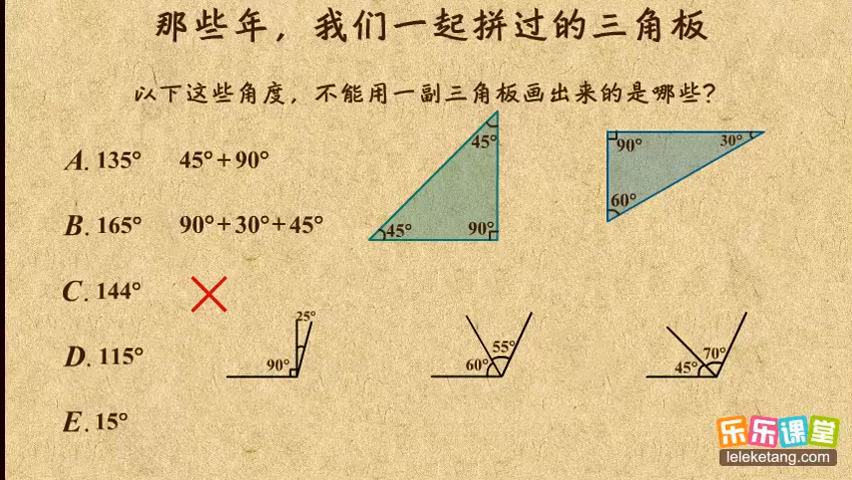 那些年，我们一起拼过的三角板
以下这些角度，不能用一副三角板画出来的是哪些？
A. 135° 45°+90°
B. 165° 90°+30°+45°
C. 144°
D. 115°
E. 15°
45°
45°
90°
90°
30°
60°
25°
90°
55°
60°
70°
45°
乐乐课堂
leleketang.com